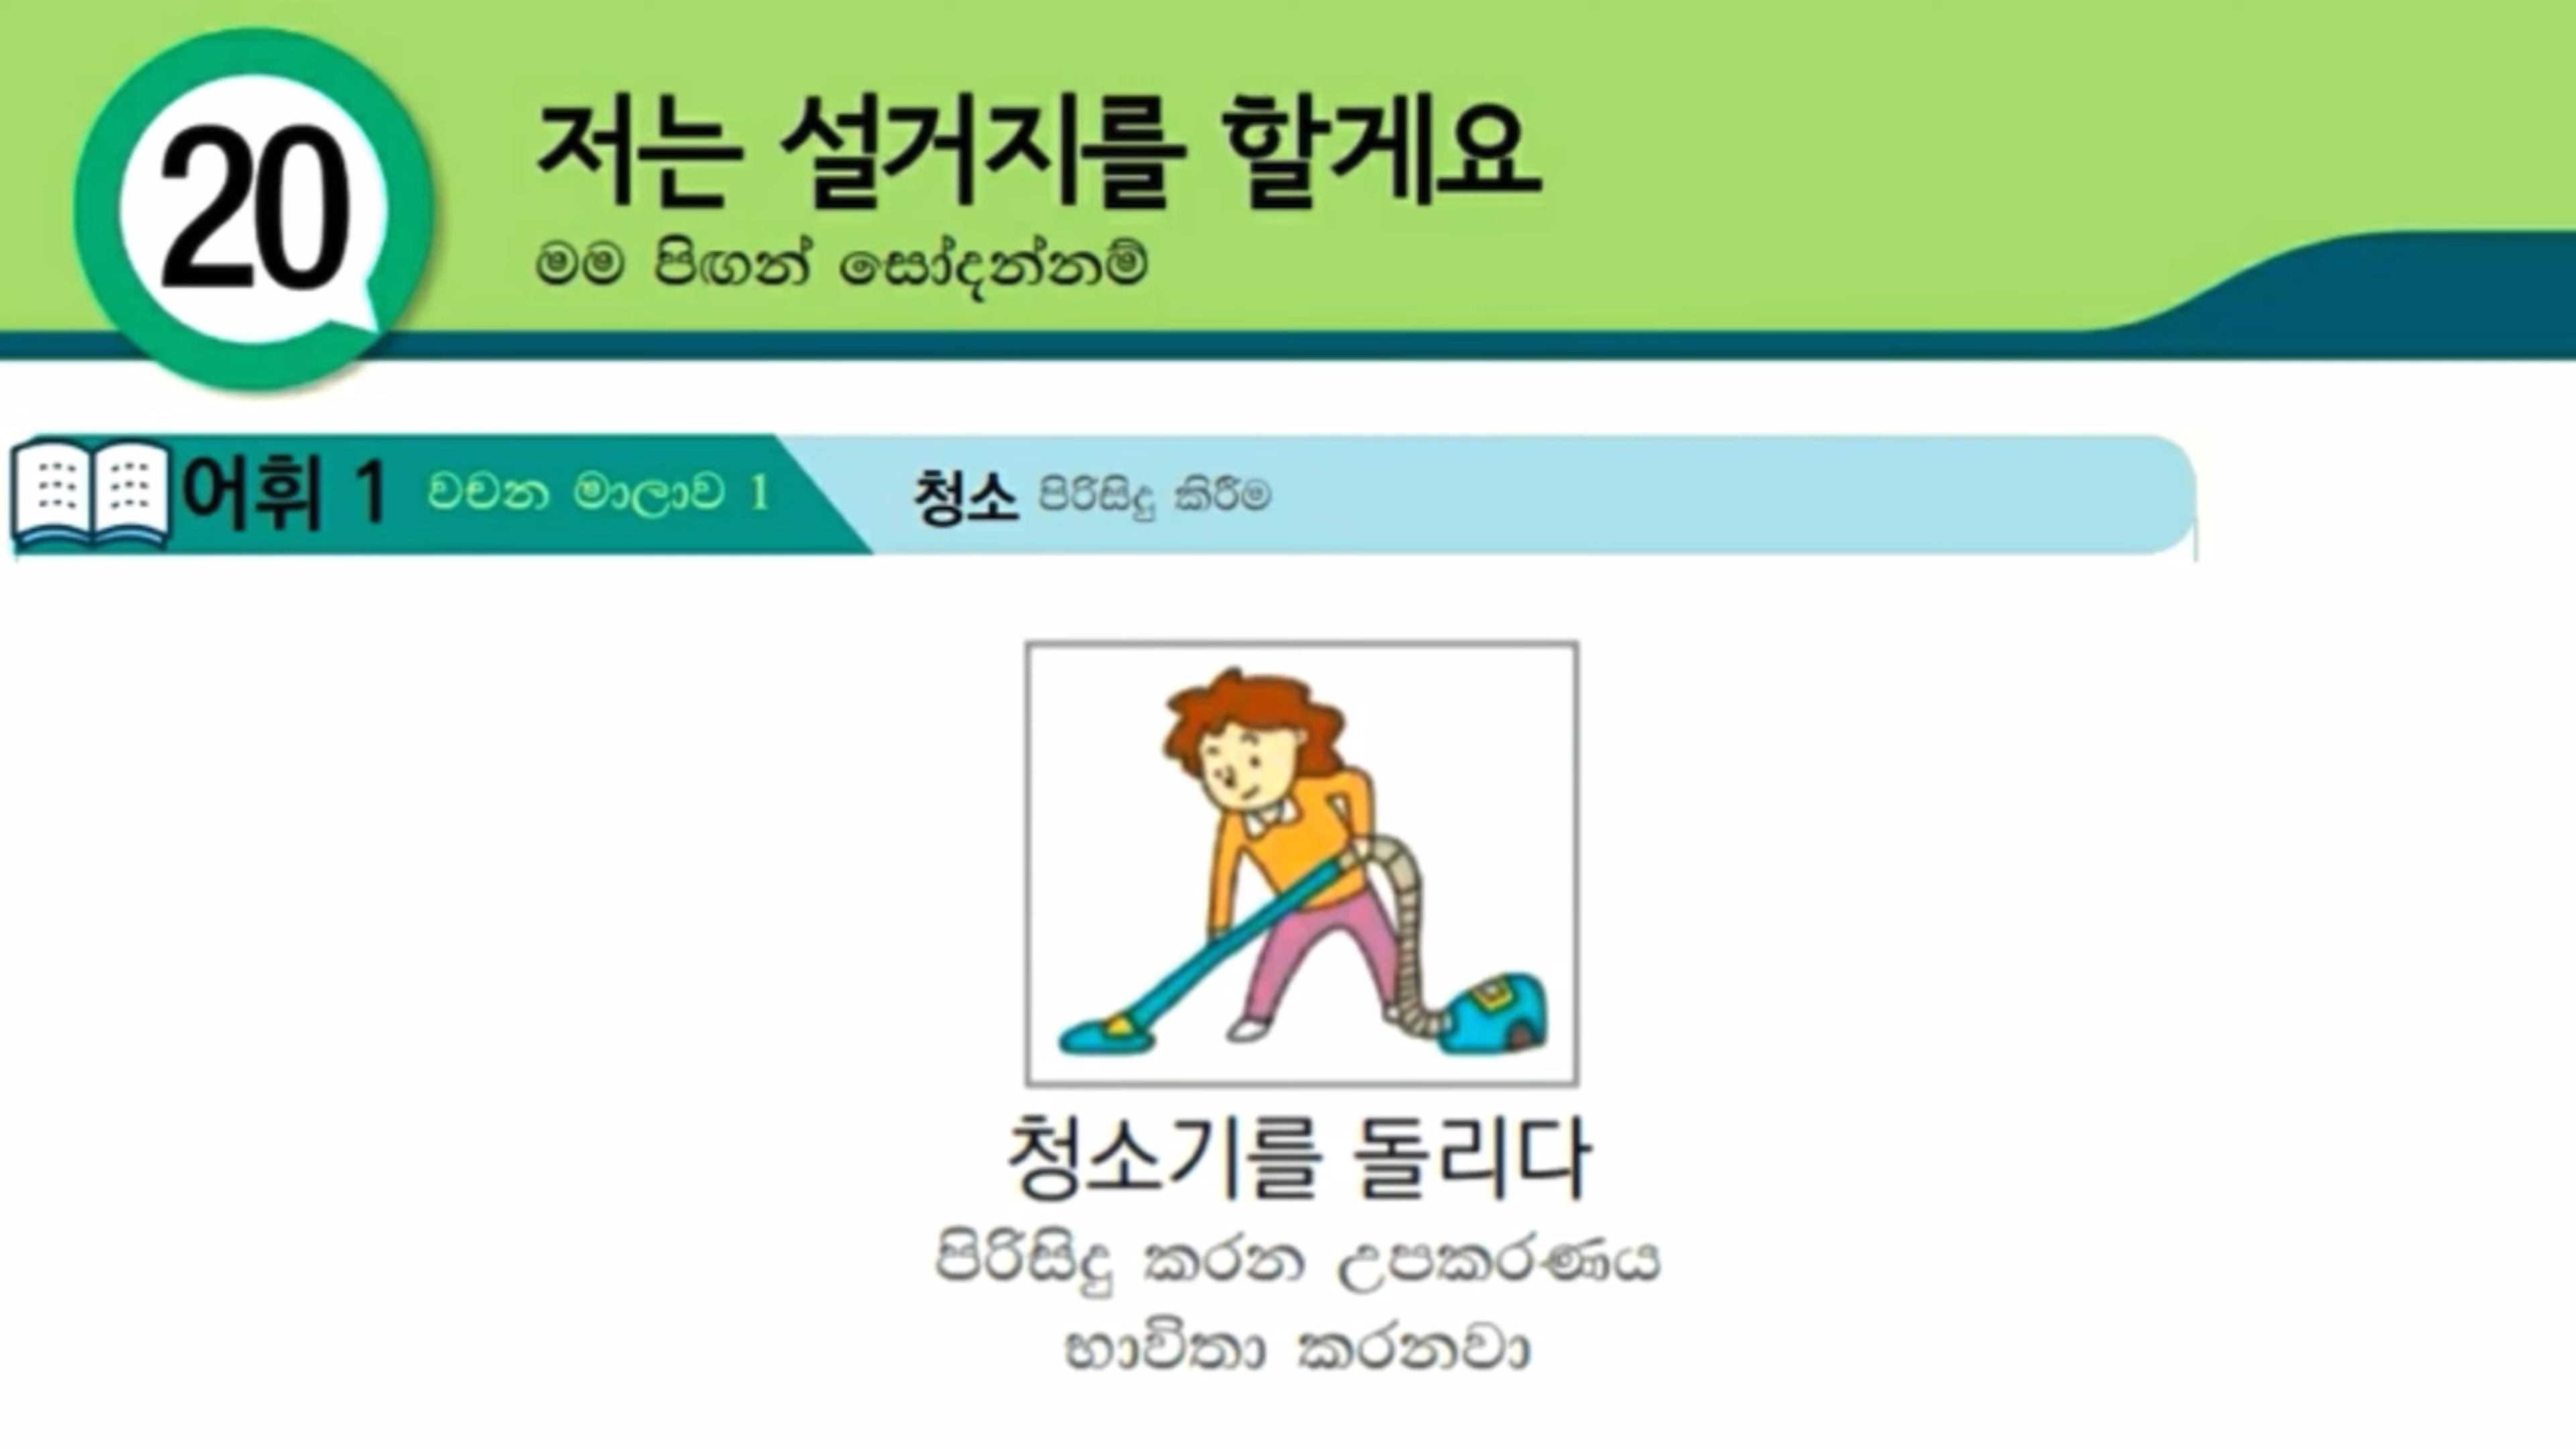 20
저는 설거지를 할게요
මම පිඟන් සෝදන්නම්
어휘 1 වචන මාලාව 1
청소 පිරිසිදු කිරීම
청소기를 돌리다
පිරිසිදු කරන උපකරණය
භාවිතා කරනවා